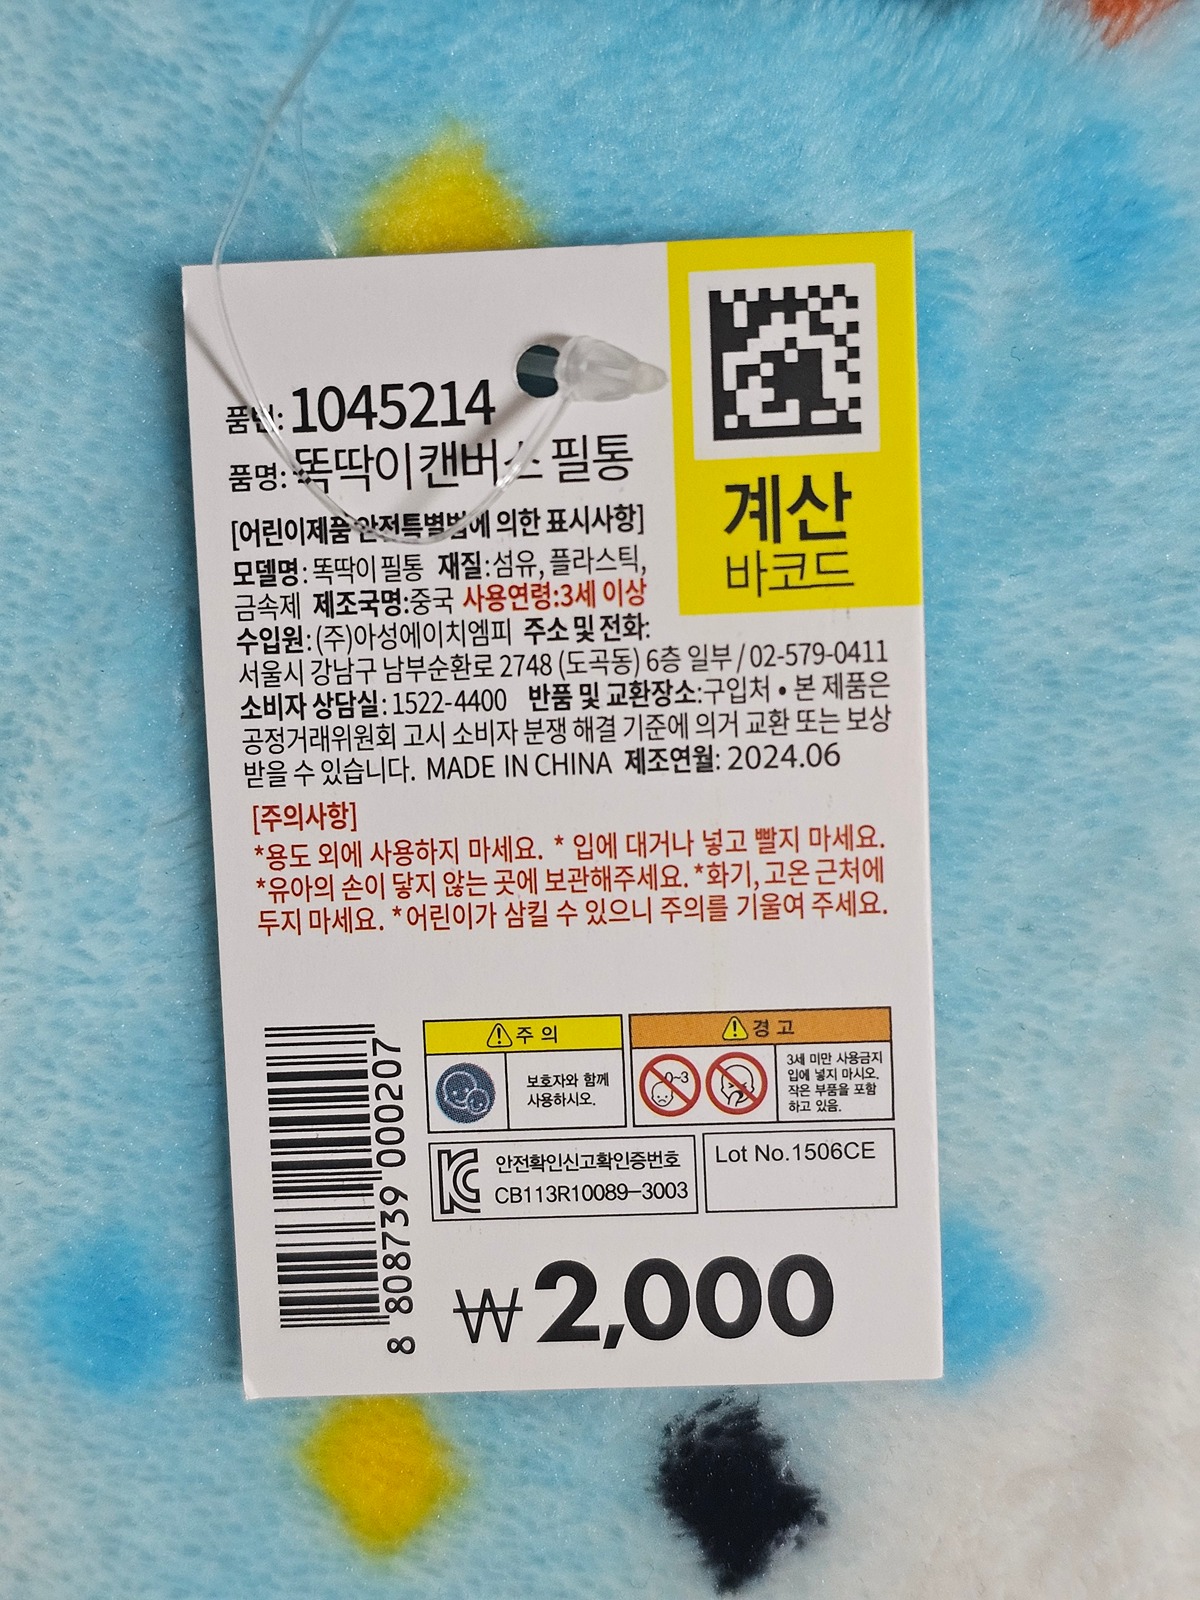 품번: 1045214
품명: 똑딱이 캔버스 필통
[어린이제품 안전특별법에 의한 표시사항]
모델명: 똑딱이 필통 재질:섬유, 플라스틱,
금속제 제조국명:중국 사용연령:3세 이상
수입원: (주)아성에이치엠피 주소 및 전화:
서울시 강남구 남부순환로 2748 (도곡동) 6층 일부 / 02-579-0411
소비자 상담실: 1522-4400 반품 및 교환장소:구입처 • 본 제품은
공정거래위원회 고시 소비자 분쟁 해결 기준에 의거 교환 또는 보상
받을 수 있습니다. MADE IN CHINA 제조연월: 2024.06
계산
바코드
[주의사항]
*용도 외에 사용하지 마세요. * 입에 대거나 넣고 빨지 마세요.
*유아의 손이 닿지 않는 곳에 보관해주세요. *화기, 고온 근처에
두지 마세요. *어린이가 삼킬 수 있으니 주의를 기울여 주세요.
8 808739 000207
주 의
보호자와 함께
사용하시오.
경 고
0~3
3세 미만 사용금지
입에 넣지 마시오.
작은 부품을 포함
하고 있음.
안전확인신고확인증번호
CB113R10089-3003
Lot No.1506CE
₩2,000